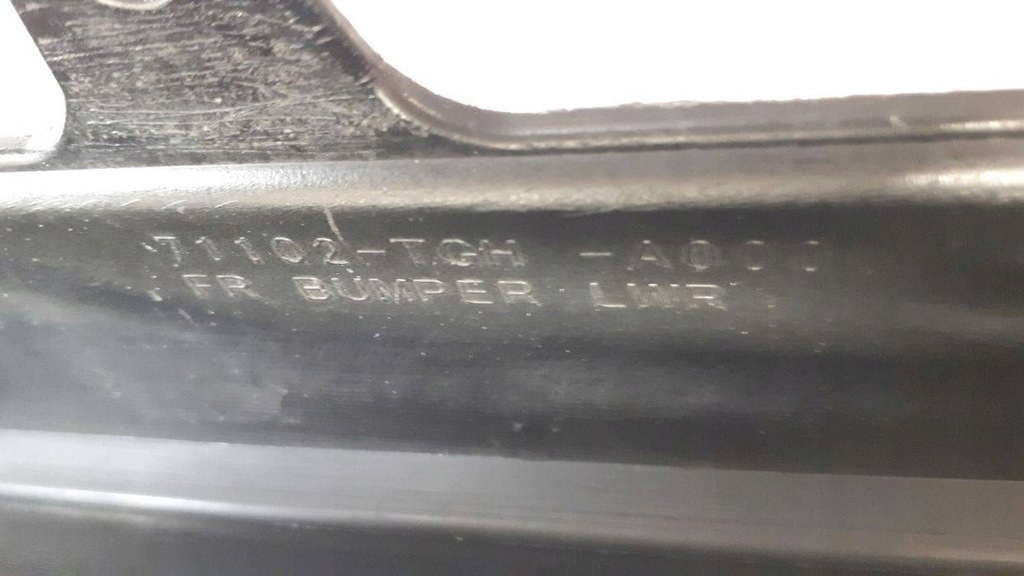 71102-TGH -A000
FR BUMPER LWR